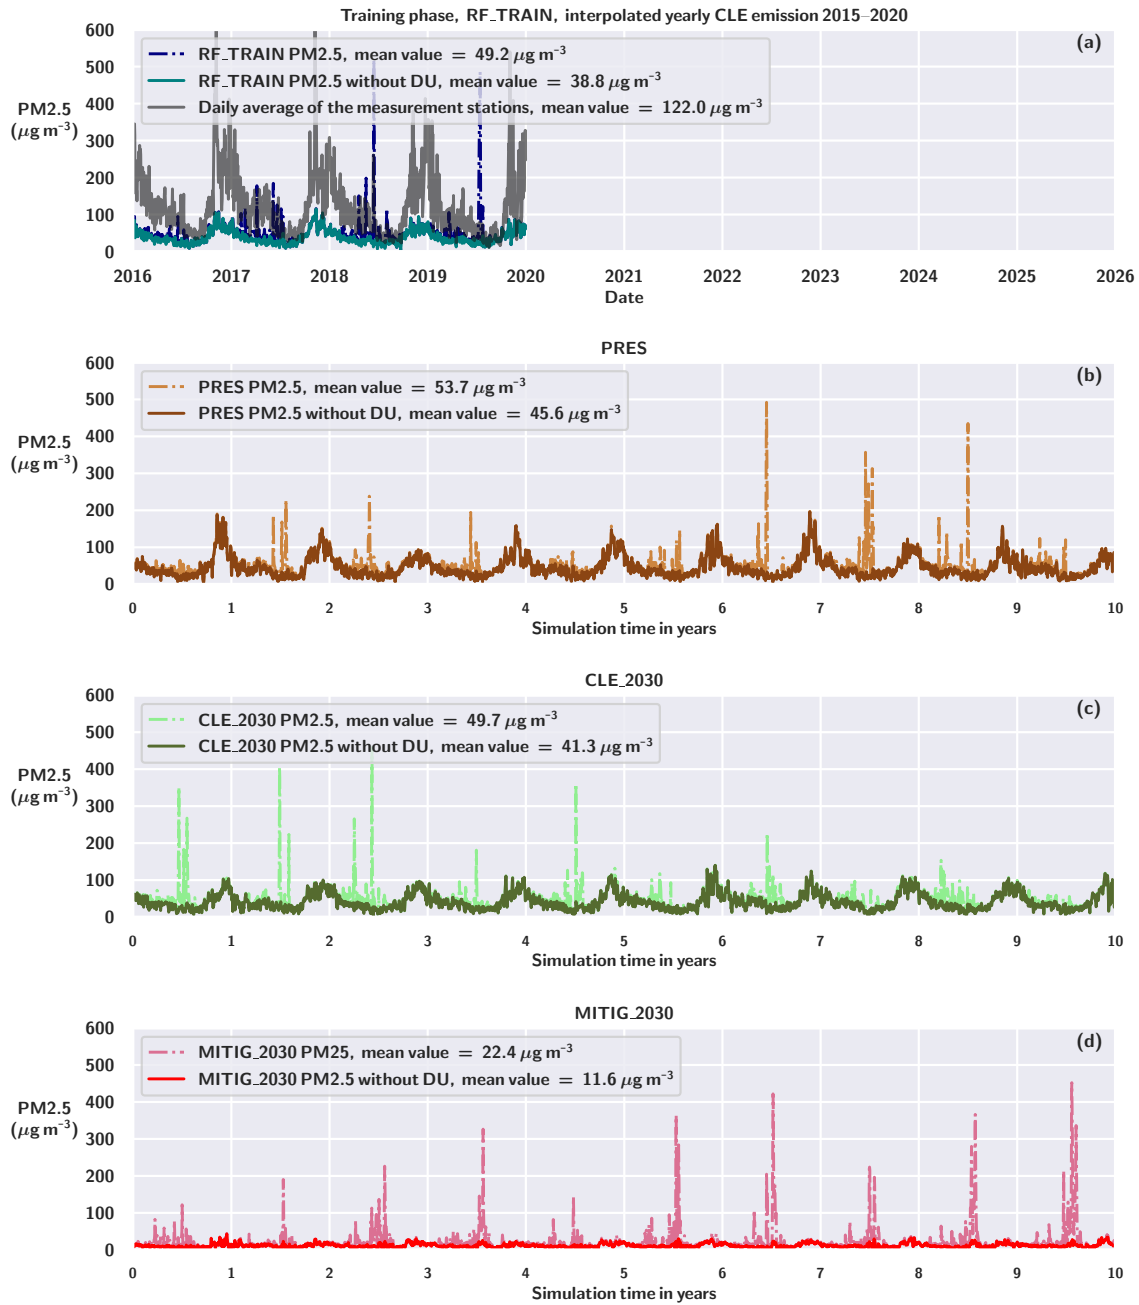 Training phase, RF_TRAIN, interpolated yearly CLE emission 2015–2020
(a)
RF_TRAIN PM2.5, mean value = 49.2 μg m⁻³
RF_TRAIN PM2.5 without DU, mean value = 38.8 μg m⁻³
Daily average of the measurement stations, mean value = 122.0 μg m⁻³
PM2.5
(μg m⁻³)
600
500
400
300
200
100
0
2016 2017 2018 2019 2020 2021 2022 2023 2024 2025 2026
Date
PRES
(b)
PRES PM2.5, mean value = 53.7 μg m⁻³
PRES PM2.5 without DU, mean value = 45.6 μg m⁻³
PM2.5
(μg m⁻³)
600
500
400
300
200
100
0
0 1 2 3 4 5 6 7 8 9 10
Simulation time in years
CLE_2030
(c)
CLE_2030 PM2.5, mean value = 49.7 μg m⁻³
CLE_2030 PM2.5 without DU, mean value = 41.3 μg m⁻³
PM2.5
(μg m⁻³)
600
500
400
300
200
100
0
0 1 2 3 4 5 6 7 8 9 10
Simulation time in years
MITIG_2030
(d)
MITIG_2030 PM25, mean value = 22.4 μg m⁻³
MITIG_2030 PM2.5 without DU, mean value = 11.6 μg m⁻³
PM2.5
(μg m⁻³)
600
500
400
300
200
100
0
0 1 2 3 4 5 6 7 8 9 10
Simulation time in years